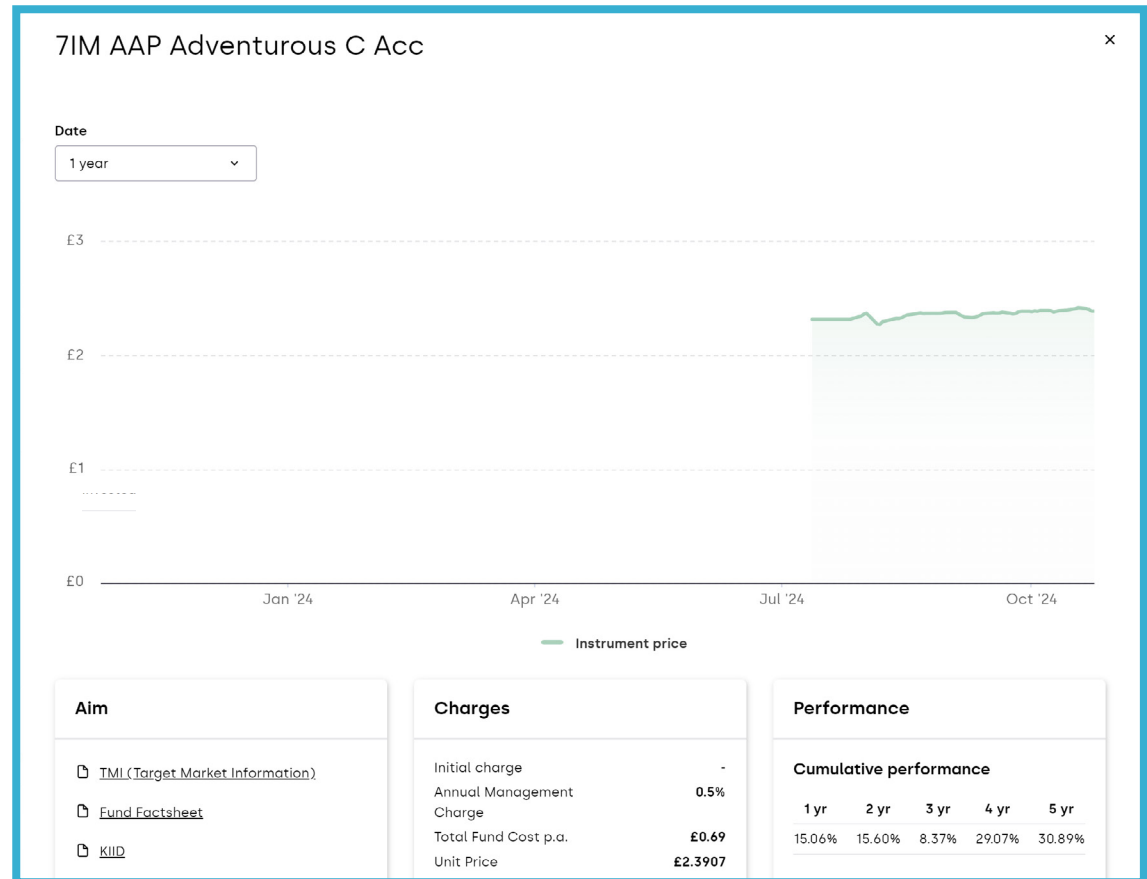 7IM AAP Adventurous C Acc
×
Date
1 year
£3
£2
£1
£0
Jan '24 Apr '24 Jul '24 Oct '24
Instrument price
Aim
TMI (Target Market Information)
Fund Factsheet
KIID
Charges
Initial charge -
Annual Management Charge 0.5%
Total Fund Cost p.a. £0.69
Unit Price £2.3907
Performance
Cumulative performance
1 yr 2 yr 3 yr 4 yr 5 yr
15.06% 15.60% 8.37% 29.07% 30.89%